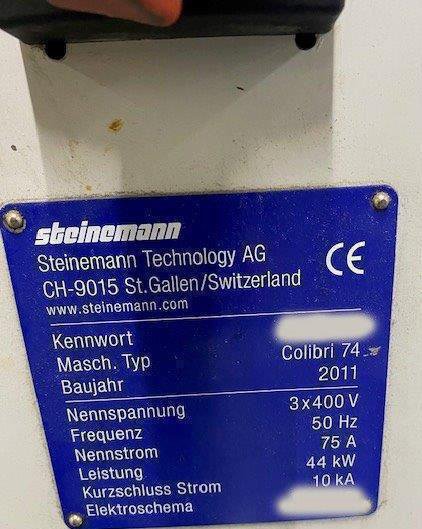 steinemann
Steinemann Technology AG
CH-9015 St.Gallen/Switzerland
www.steinemann.com
CE
Kennwort
Masch. Typ Colibri 74
Baujahr 2011
Nennspannung 3x400 V
Frequenz 50 Hz
Nennstrom 75 A
Leistung 44 kW
Kurzschluss Strom 10 kA
Elektroschema